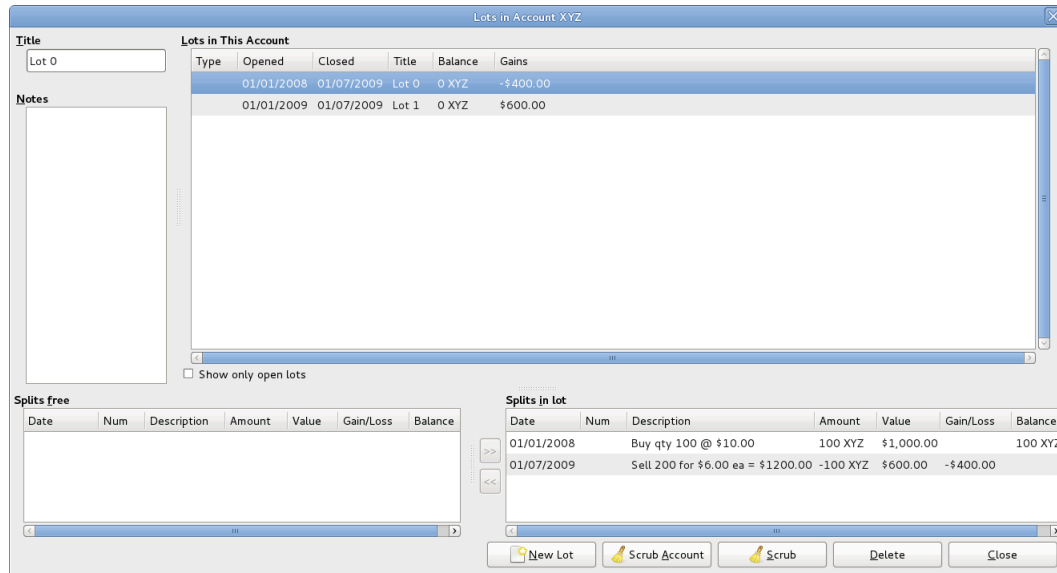 Lots in Account XYZ
Title
Lot 0
Notes
Lots in This Account
Type Opened Closed Title Balance Gains
01/01/2008 01/07/2009 Lot 0 0 XYZ -$400.00
01/01/2009 01/07/2009 Lot 1 0 XYZ $600.00
Show only open lots
Splits free
Date Num Description Amount Value Gain/Loss Balance
>>
<<
Splits in lot
Date Num Description Amount Value Gain/Loss Balance
01/01/2008 Buy qty 100 @ $10.00 100 XYZ $1,000.00 100 XYZ
01/07/2009 Sell 200 for $6.00 ea = $1200.00 -100 XYZ $600.00 -$400.00
New Lot Scrub Account Scrub Delete Close